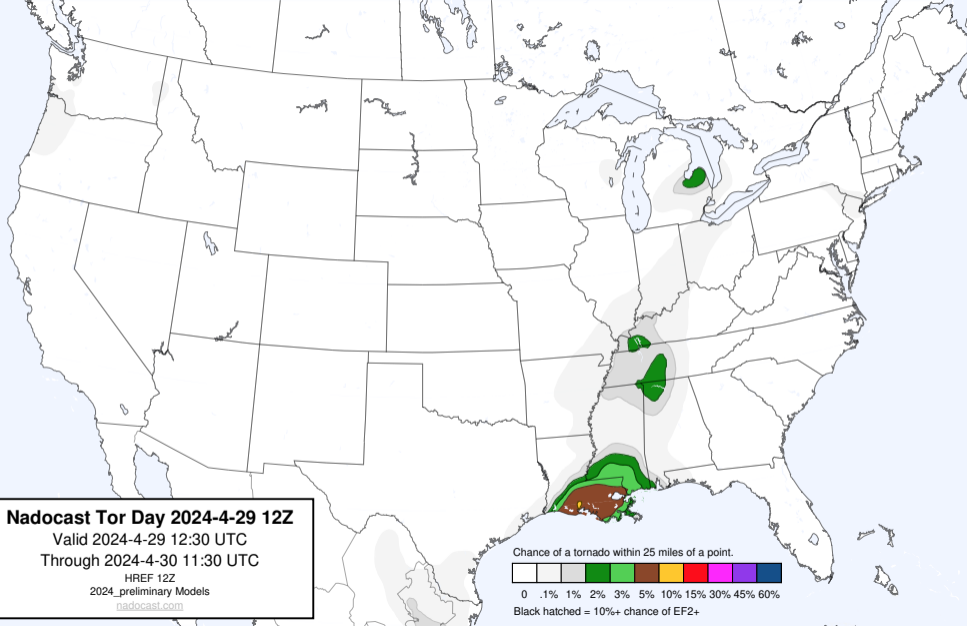 Nadocast Tor Day 2024-4-29 12Z
Valid 2024-4-29 12:30 UTC
Through 2024-4-30 11:30 UTC
HREF 12Z
2024_preliminary Models
nadocast.com
Chance of a tornado within 25 miles of a point.
0 .1% 1% 2% 3% 5% 10% 15% 30% 45% 60%
Black hatched = 10%+ chance of EF2+